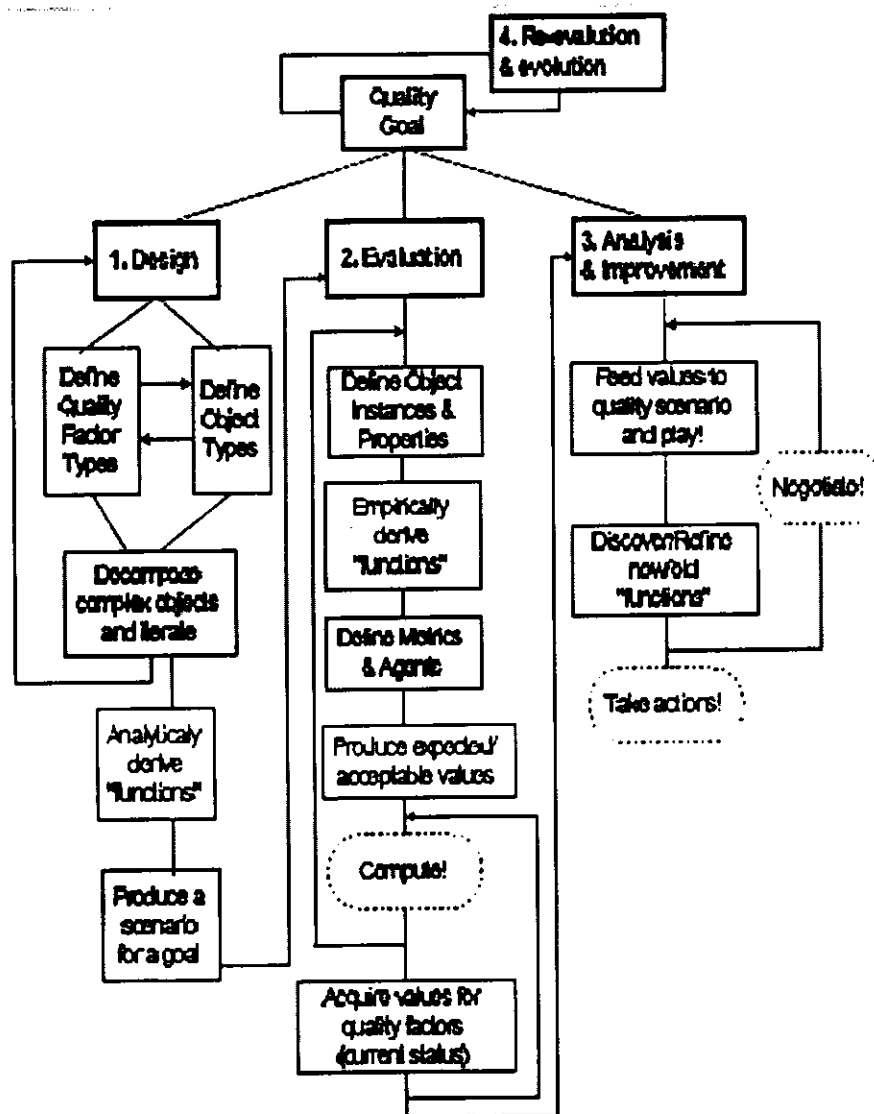 4. Re-evalution
& evolution
Quality
Goal
1. Design
2. Evaluation
3. Analysis
& Improvement
Define
Quality
Factor
Types
Define
Object
Types
Decompose
complex objects
and iterate
Analyticaly
derive
"functions"
Produce a
scenario
for a goal
Define Object
Instances &
Properties
Empirically
derive
"functions"
Define Metrics
& Agents
Produce expected/
acceptable values
Compute!
Acquire values for
quality factors
(current status)
Feed values to
quality scenario
and play!
Negotiate!
Discover/Refine
new/old
"functions"
Take actions!